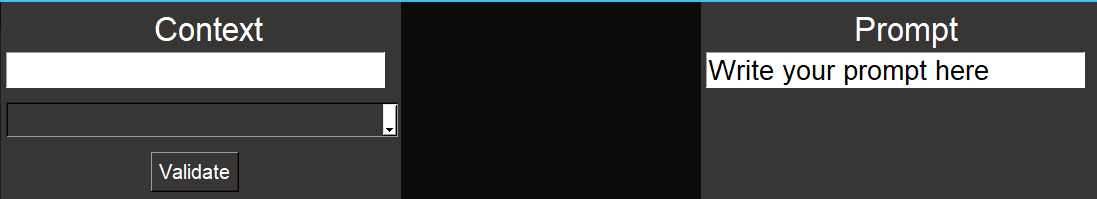 Context
Validate
Prompt
Write your prompt here